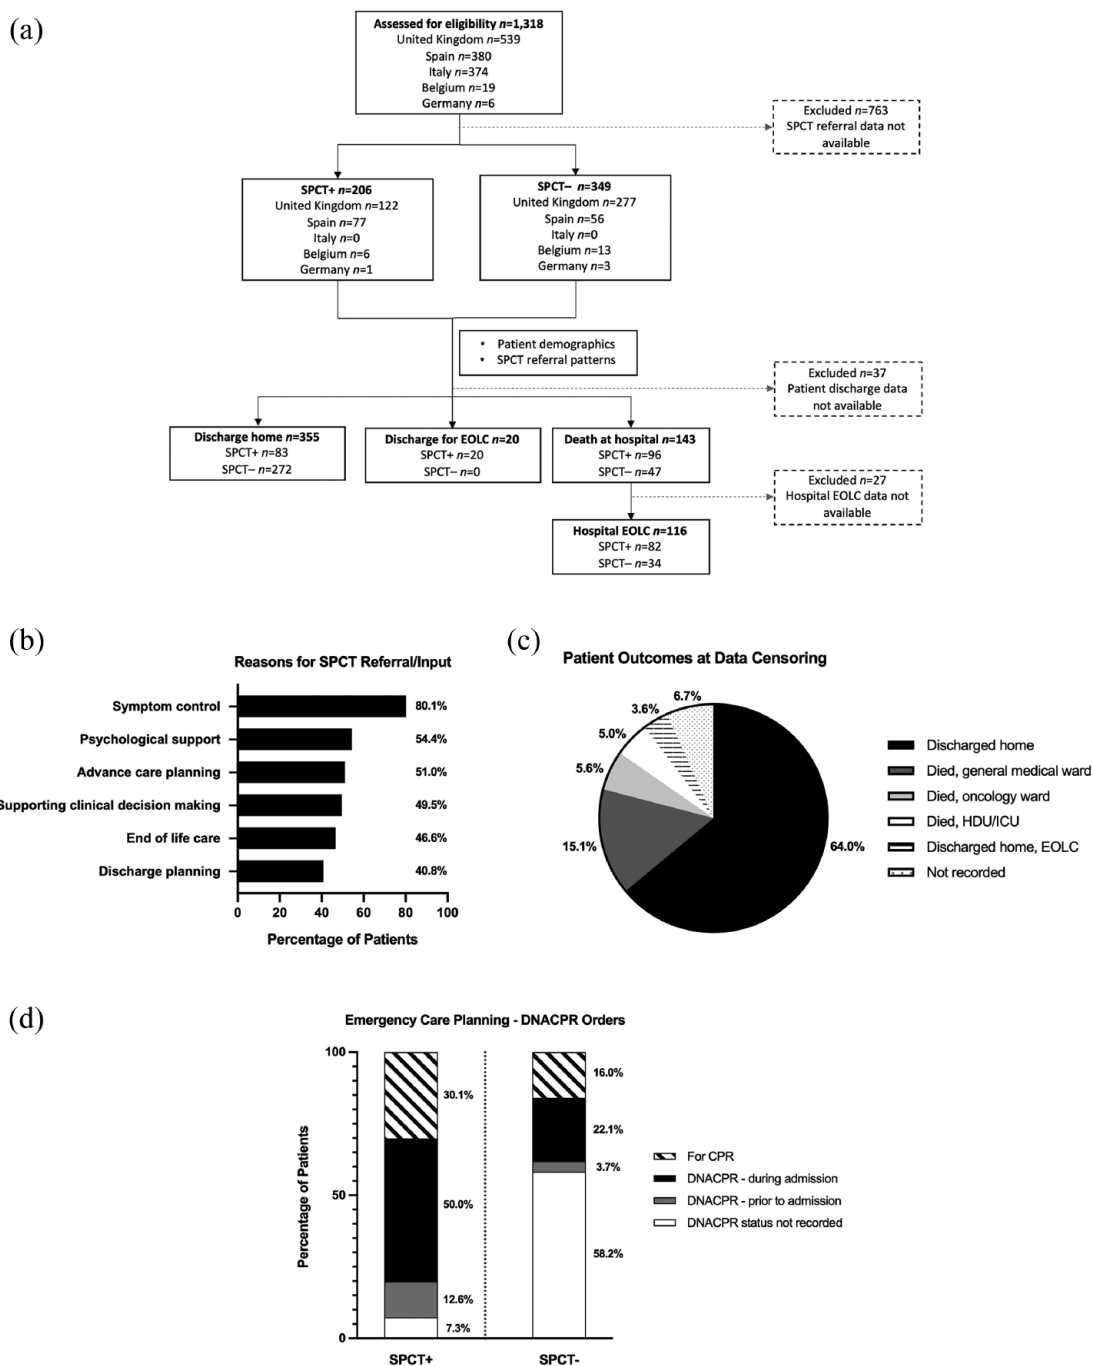 (a)
Assessed for eligibility n=1,318
United Kingdom n=539
Spain n=380
Italy n=374
Belgium n=19
Germany n=6
Excluded n=763
SPCT referral data not
available
SPCT+ n=206
United Kingdom n=122
Spain n=77
Italy n=0
Belgium n=6
Germany n=1
SPCT– n=349
United Kingdom n=277
Spain n=56
Italy n=0
Belgium n=13
Germany n=3
• Patient demographics
• SPCT referral patterns
Excluded n=37
Patient discharge data
not available
Discharge home n=355
SPCT+ n=83
SPCT– n=272
Discharge for EOLC n=20
SPCT+ n=20
SPCT– n=0
Death at hospital n=143
SPCT+ n=96
SPCT– n=47
Excluded n=27
Hospital EOLC data not
available
Hospital EOLC n=116
SPCT+ n=82
SPCT– n=34
(b)
Reasons for SPCT Referral/Input
Symptom control 80.1%
Psychological support 54.4%
Advance care planning 51.0%
Supporting clinical decision making 49.5%
End of life care 46.6%
Discharge planning 40.8%
0 20 40 60 80 100
Percentage of Patients
(c)
Patient Outcomes at Data Censoring
6.7%
3.6%
5.0%
5.6%
15.1%
64.0%
Discharged home
Died, general medical ward
Died, oncology ward
Died, HDU/ICU
Discharged home, EOLC
Not recorded
(d)
Emergency Care Planning - DNACPR Orders
Percentage of Patients
100
50
0
30.1%
50.0%
12.6%
7.3%
SPCT+
16.0%
22.1%
3.7%
58.2%
SPCT-
For CPR
DNACPR - during admission
DNACPR - prior to admission
DNACPR status not recorded